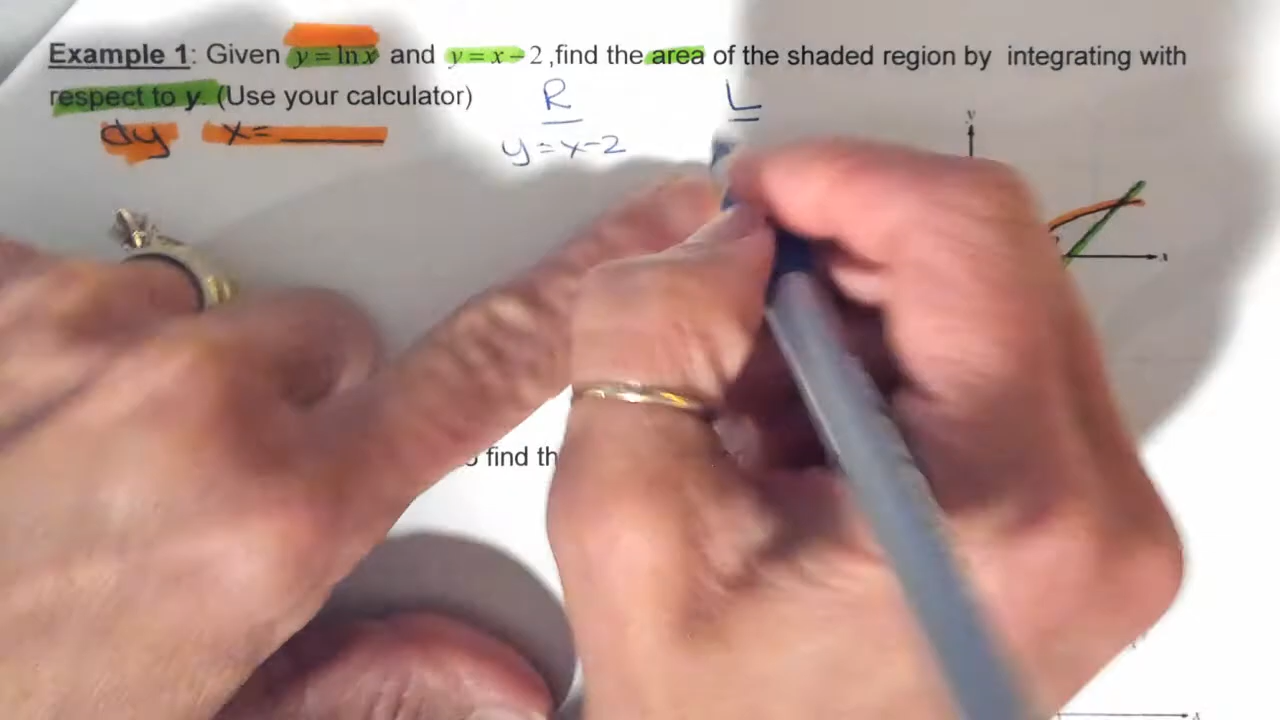 Example 1: Given y = ln x and y = x − 2 ,find the area of the shaded region by integrating with
respect to y. (Use your calculator)
R L
dy x=______
y = x-2
y
x
find th
x